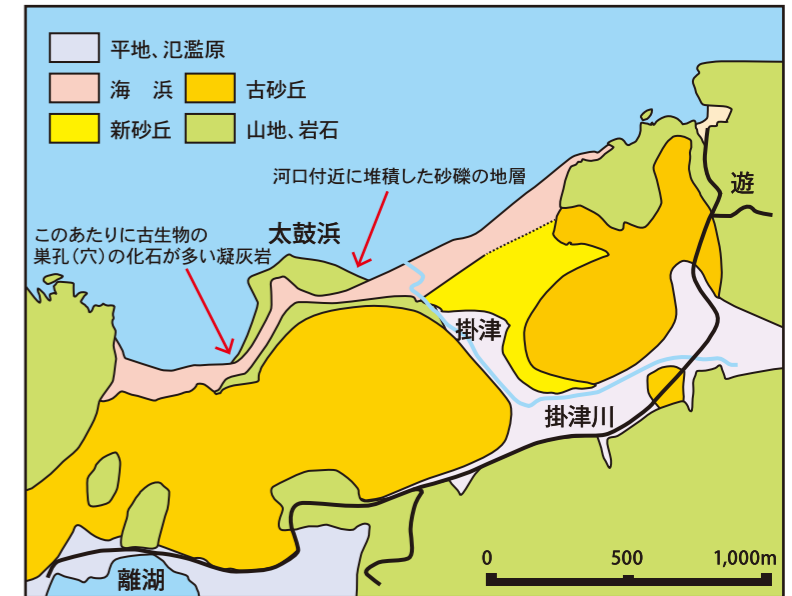 平地、氾濫原
海　浜
古砂丘
新砂丘
山地、岩石
河口付近に堆積した砂礫の地層
遊
太鼓浜
このあたりに古生物の
巣孔（穴）の化石が多い凝灰岩
掛津
掛津川
0
500
1,000m
離湖